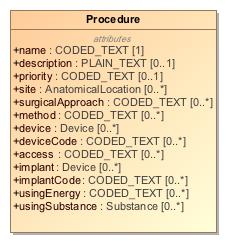 Procedure
attributes
+name : CODED_TEXT [1]
+description : PLAIN_TEXT [0..1]
+priority : CODED_TEXT [0..1]
+site : AnatomicalLocation [0..*]
+surgicalApproach : CODED_TEXT [0..*]
+method : CODED_TEXT [0..*]
+device : Device [0..*]
+deviceCode : CODED_TEXT [0..*]
+access : CODED_TEXT [0..*]
+implant : Device [0..*]
+implantCode : CODED_TEXT [0..*]
+usingEnergy : CODED_TEXT [0..*]
+usingSubstance : Substance [0..*]